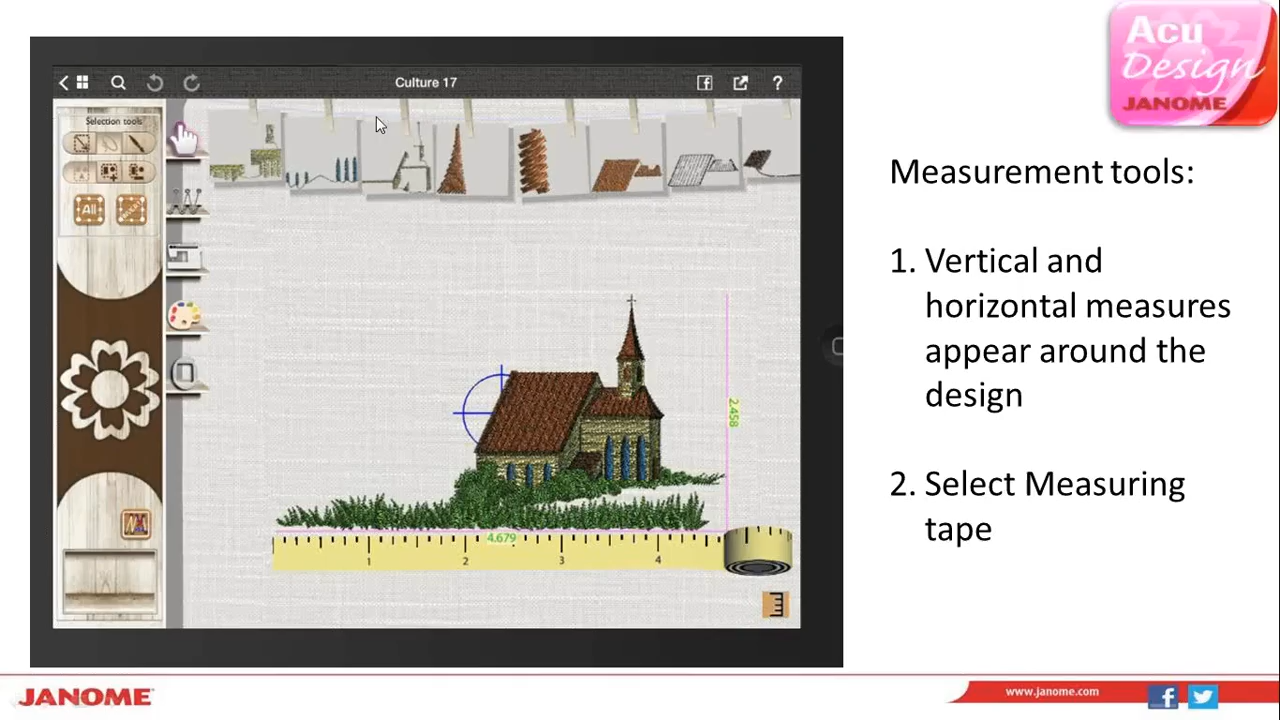 Culture 17
?
Selection tools
All
2.458
4.679
1 2 3 4
Acu
Design
JANOME
Measurement tools:
1. Vertical and
horizontal measures
appear around the
design
2. Select Measuring
tape
JANOME
www.janome.com
f